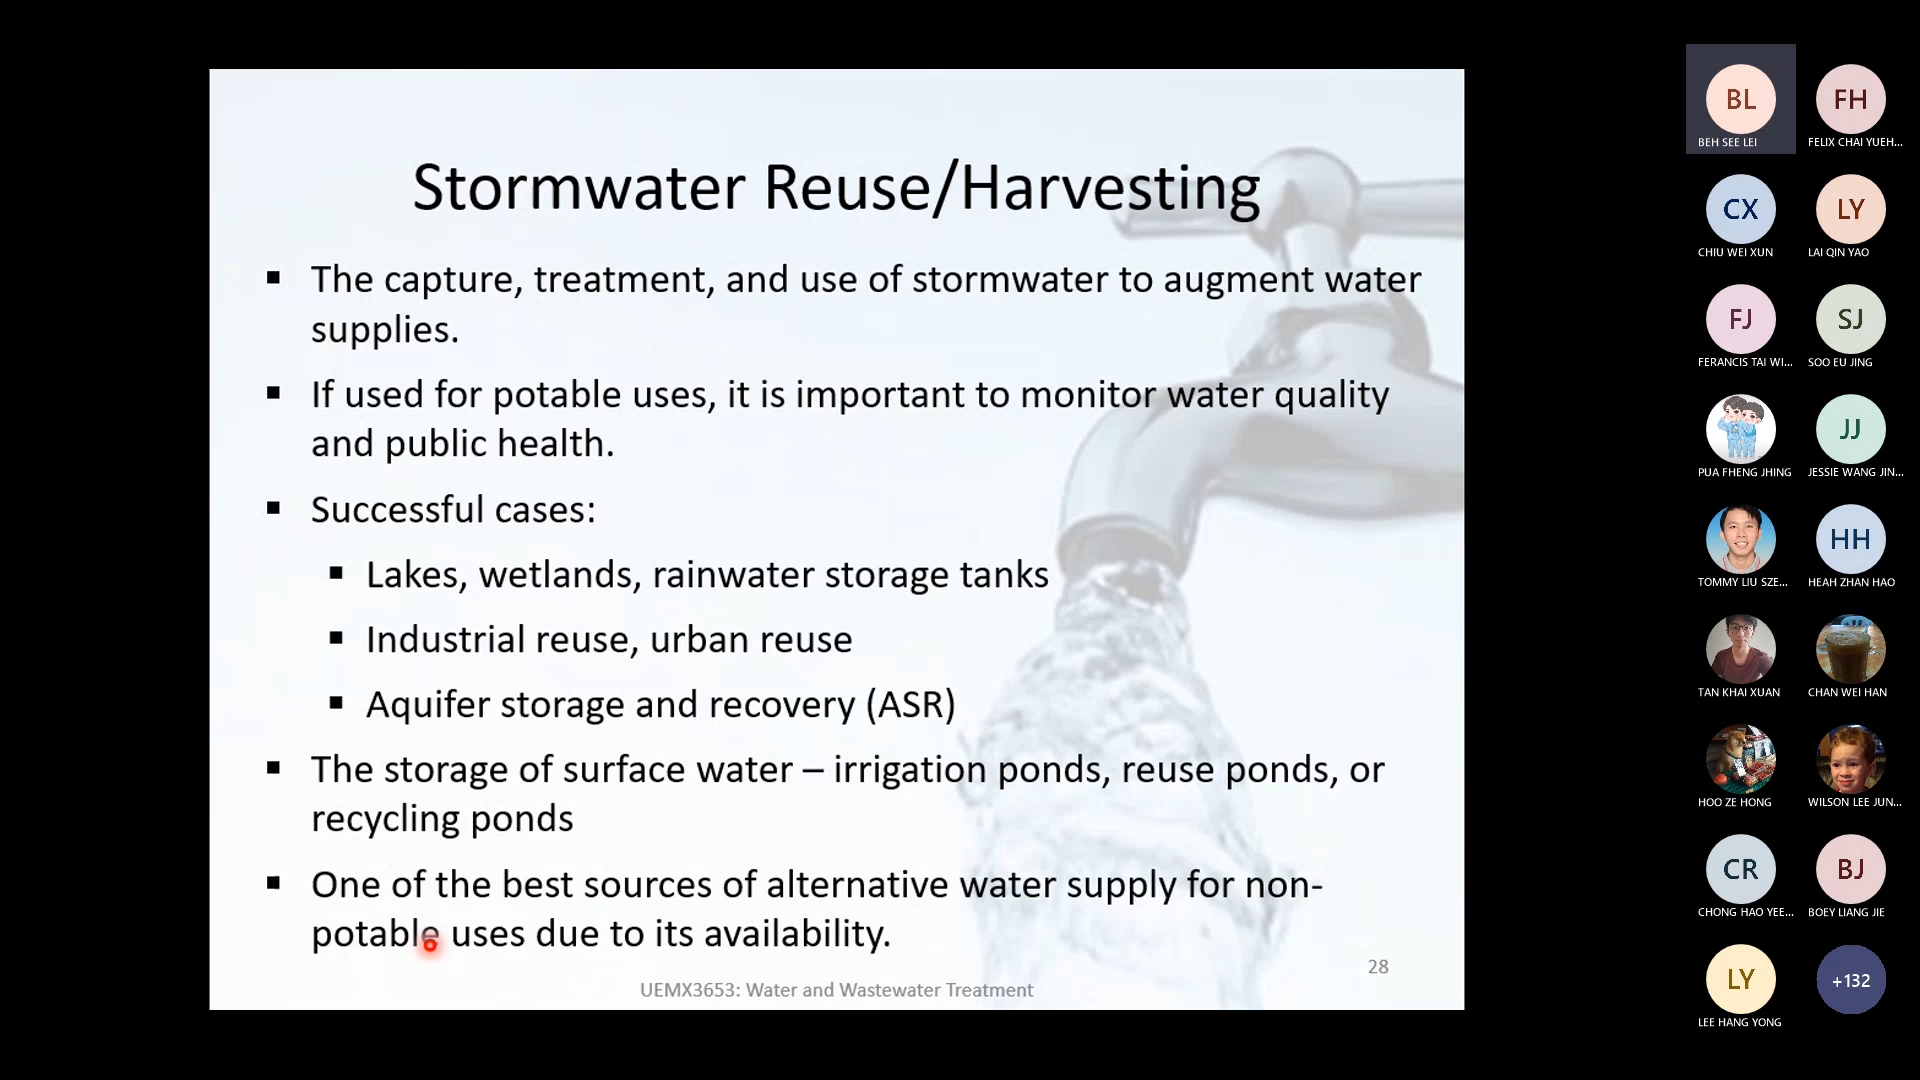 Stormwater Reuse/Harvesting
▪ The capture, treatment, and use of stormwater to augment water
supplies.
▪ If used for potable uses, it is important to monitor water quality
and public health.
▪ Successful cases:
▪ Lakes, wetlands, rainwater storage tanks
▪ Industrial reuse, urban reuse
▪ Aquifer storage and recovery (ASR)
▪ The storage of surface water – irrigation ponds, reuse ponds, or
recycling ponds
▪ One of the best sources of alternative water supply for non-
potable uses due to its availability.
28
UEMX3653: Water and Wastewater Treatment
BL
BEH SEE LEI
FH
FELIX CHAI YUEH...
CX
CHIU WEI XUN
LY
LAI QIN YAO
FJ
FERANCIS TAI WI...
SJ
SOO EU JING
PUA FHENG JHING
JJ
JESSIE WANG JIN...
TOMMY LIU SZE...
HH
HEAH ZHAN HAO
TAN KHAI XUAN
CHAN WEI HAN
HOO ZE HONG
WILSON LEE JUN...
CR
CHONG HAO YEE...
BJ
BOEY LIANG JIE
LY
LEE HANG YONG
+132